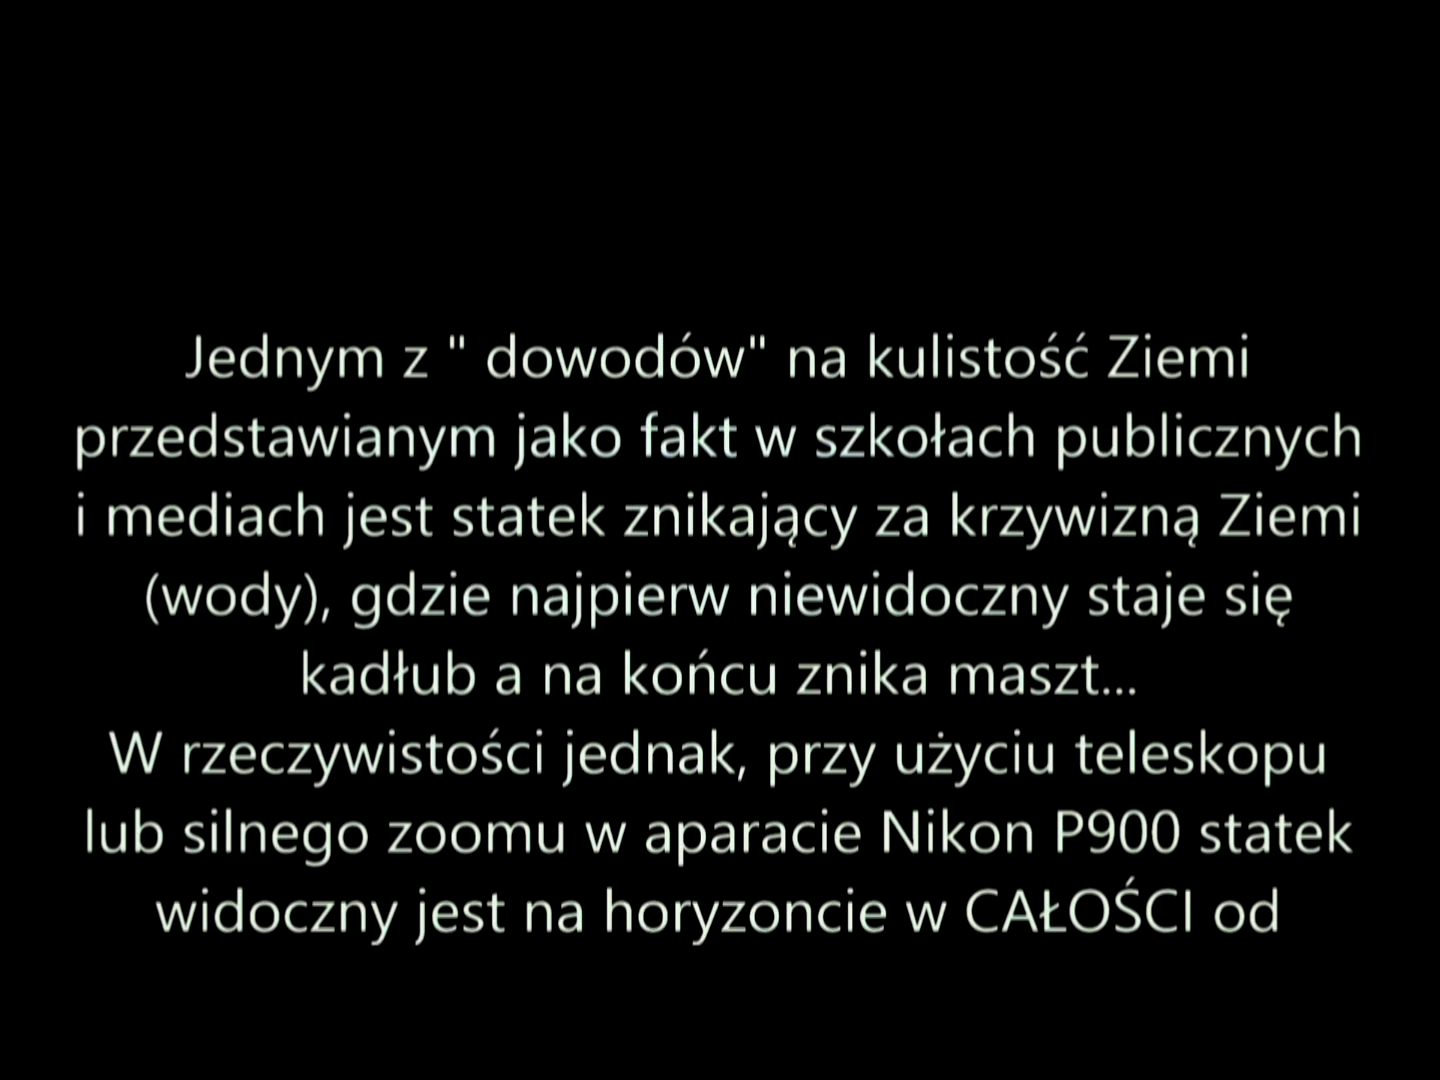 Jednym z " dowodów" na kulistość Ziemi
przedstawianym jako fakt w szkołach publicznych
i mediach jest statek znikający za krzywizną Ziemi
(wody), gdzie najpierw niewidoczny staje się
kadłub a na końcu znika maszt...
W rzeczywistości jednak, przy użyciu teleskopu
lub silnego zoomu w aparacie Nikon P900 statek
widoczny jest na horyzoncie w CAŁOŚCI od